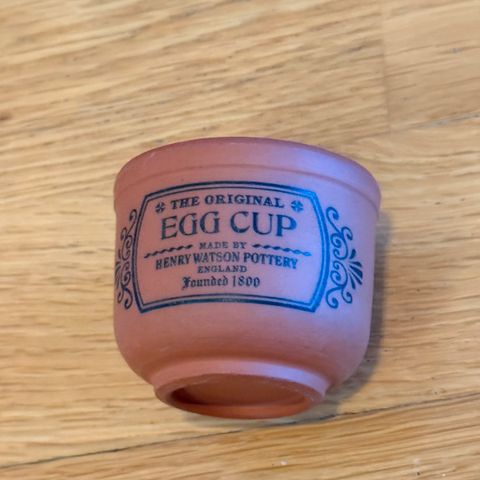 THE ORIGINAL
EGG CUP
MADE BY
HENRY WATSON POTTERY
ENGLAND
Founded 1800